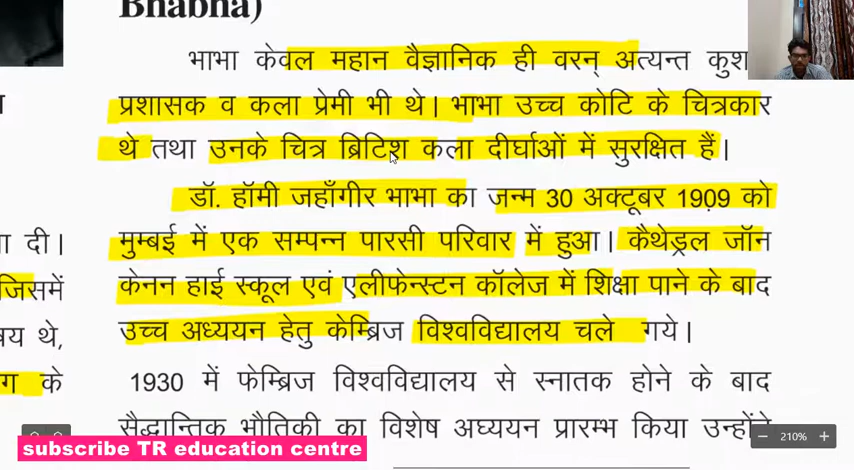 Bhabha)
भाभा केवल महान वैज्ञानिक ही वरन् अत्यन्त कुश
प्रशासक व कला प्रेमी भी थे। भाभा उच्च कोटि के चित्रकार
थे तथा उनके चित्र ब्रिटिश कला दीर्घाओं में सुरक्षित हैं।
डॉ. हॉमी जहाँगीर भाभा का जन्म 30 अक्टूबर 1909 को
ा दी।
मुम्बई में एक सम्पन्न पारसी परिवार में हुआ। कैथेड्रल जॉन
जिसमें
केनन हाई स्कूल एवं एलीफेन्स्टन कॉलेज में शिक्षा पाने के बाद
षय थे,
उच्च अध्ययन हेतु केम्ब्रिज विश्वविद्यालय चले गये।
ग के
1930 में फेम्ब्रिज विश्वविद्यालय से स्नातक होने के बाद
सैद्धान्तिक भौतिकी का विशेष अध्ययन प्रारम्भ किया उन्होंने
subscribe TR education centre
210%